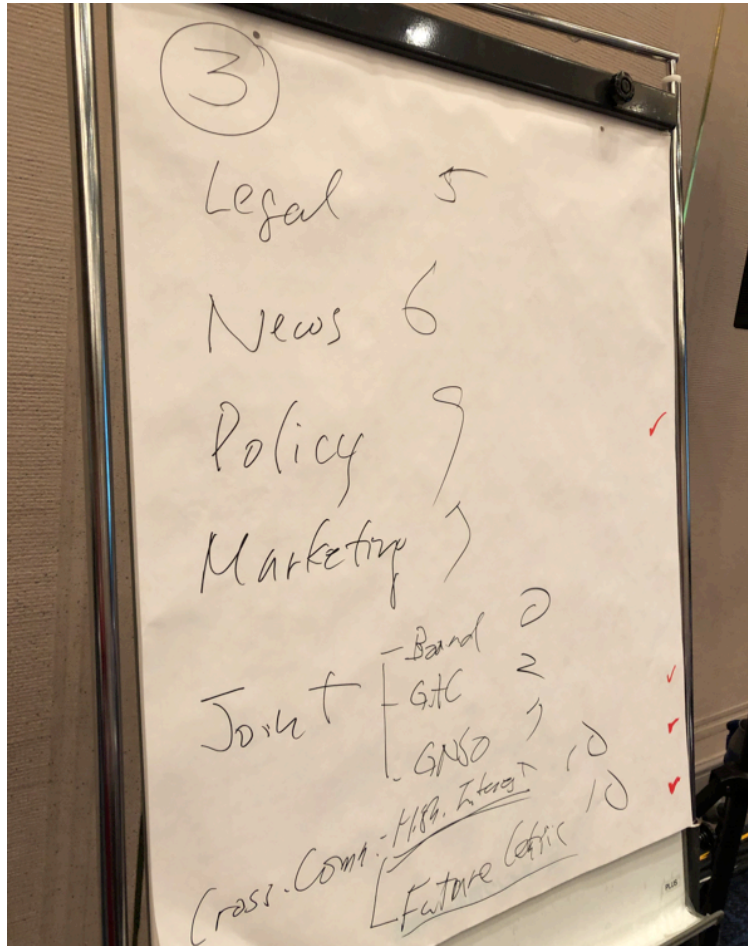 3
Legal 5
News 6
Policy 9
Marketing 7
Joint
- Board 0
- GAC 2
- GNSO 7
Cross. Comm. - High. Interest 10
Future 10
PLUS